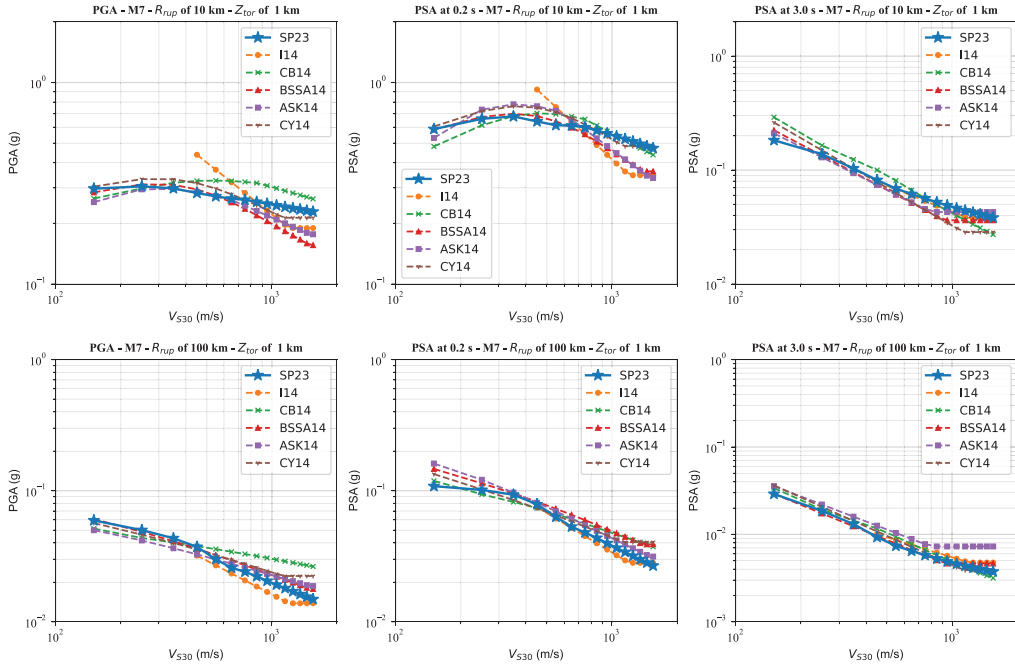 PGA - M7 - R_rup of 10 km - Z_tor of 1 km
PGA (g)
10^0
10^-1
10^2
10^3
V_S30 (m/s)
SP23
I14
CB14
BSSA14
ASK14
CY14
PSA at 0.2 s - M7 - R_rup of 10 km - Z_tor of 1 km
PSA (g)
10^0
10^-1
10^2
10^3
V_S30 (m/s)
SP23
I14
CB14
BSSA14
ASK14
CY14
PSA at 3.0 s - M7 - R_rup of 10 km - Z_tor of 1 km
PSA (g)
10^0
10^-1
10^-2
10^2
10^3
V_S30 (m/s)
SP23
I14
CB14
BSSA14
ASK14
CY14
PGA - M7 - R_rup of 100 km - Z_tor of 1 km
PGA (g)
10^0
10^-1
10^-2
10^2
10^3
V_S30 (m/s)
SP23
I14
CB14
BSSA14
ASK14
CY14
PSA at 0.2 s - M7 - R_rup of 100 km - Z_tor of 1 km
PSA (g)
10^0
10^-1
10^-2
10^2
10^3
V_S30 (m/s)
SP23
I14
CB14
BSSA14
ASK14
CY14
PSA at 3.0 s - M7 - R_rup of 100 km - Z_tor of 1 km
PSA (g)
10^0
10^-1
10^-2
10^-3
10^2
10^3
V_S30 (m/s)
SP23
I14
CB14
BSSA14
ASK14
CY14